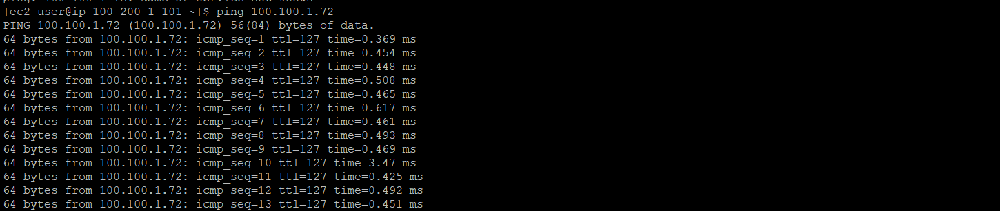 [ec2-user@ip-100-200-1-101 ~]$ ping 100.100.1.72
PING 100.100.1.72 (100.100.1.72) 56(84) bytes of data.
64 bytes from 100.100.1.72: icmp_seq=1 ttl=127 time=0.369 ms
64 bytes from 100.100.1.72: icmp_seq=2 ttl=127 time=0.454 ms
64 bytes from 100.100.1.72: icmp_seq=3 ttl=127 time=0.448 ms
64 bytes from 100.100.1.72: icmp_seq=4 ttl=127 time=0.508 ms
64 bytes from 100.100.1.72: icmp_seq=5 ttl=127 time=0.465 ms
64 bytes from 100.100.1.72: icmp_seq=6 ttl=127 time=0.617 ms
64 bytes from 100.100.1.72: icmp_seq=7 ttl=127 time=0.461 ms
64 bytes from 100.100.1.72: icmp_seq=8 ttl=127 time=0.493 ms
64 bytes from 100.100.1.72: icmp_seq=9 ttl=127 time=0.469 ms
64 bytes from 100.100.1.72: icmp_seq=10 ttl=127 time=3.47 ms
64 bytes from 100.100.1.72: icmp_seq=11 ttl=127 time=0.425 ms
64 bytes from 100.100.1.72: icmp_seq=12 ttl=127 time=0.492 ms
64 bytes from 100.100.1.72: icmp_seq=13 ttl=127 time=0.451 ms